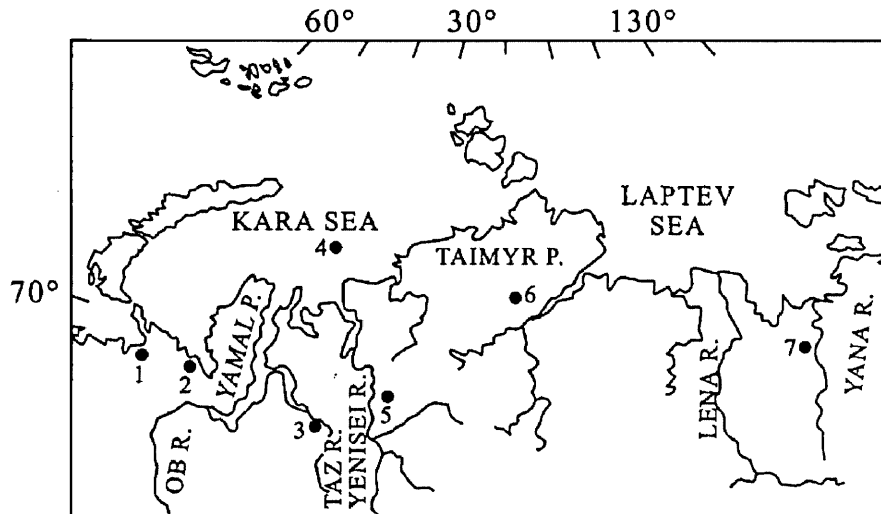 60° 30° 130°
KARA SEA
LAPTEV
SEA
4
TAIMYR P.
70°
6
YAMAL P.
1
2
7
YANA R.
5
3
OB R.
TAZ R.
YENISEI R.
LENA R.